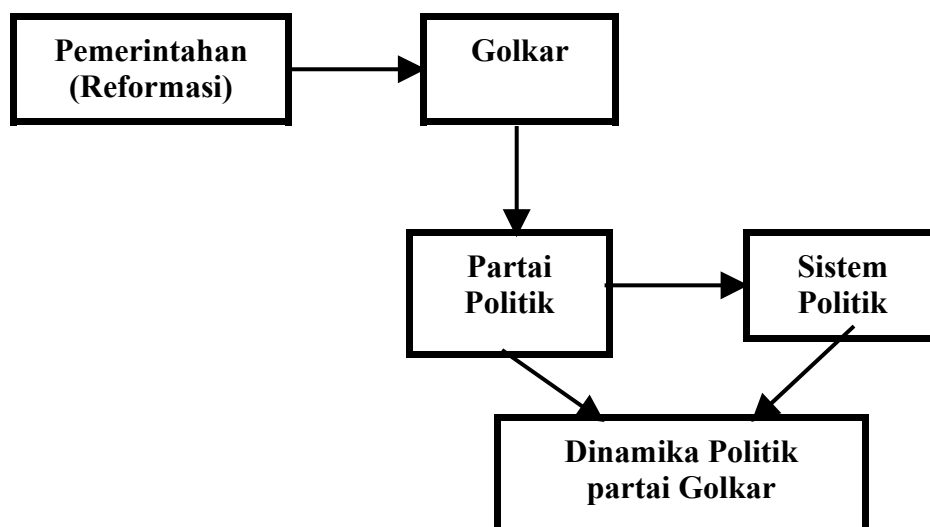 Pemerintahan
(Reformasi)
Golkar
Partai
Politik
Sistem
Politik
Dinamika Politik
partai Golkar